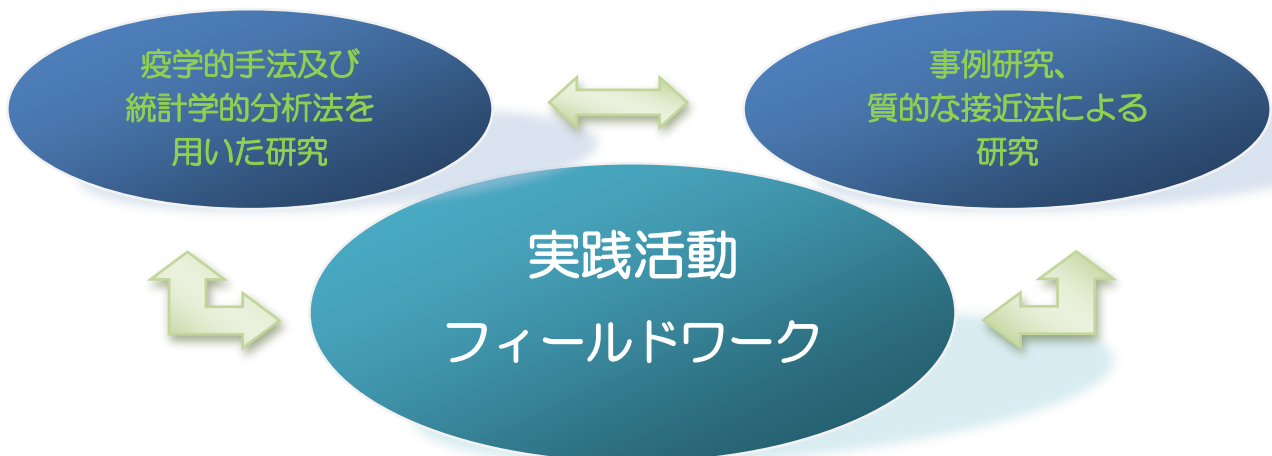 疫学的手法及び
統計学的分析法を
用いた研究
事例研究、
質的な接近法による
研究
実践活動
フィールドワーク